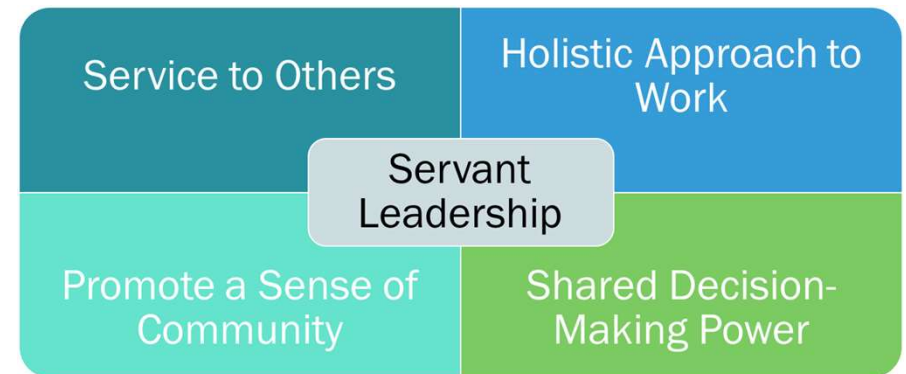 Service to Others
Holistic Approach to
Work
Servant
Leadership
Promote a Sense of
Community
Shared Decision-
Making Power